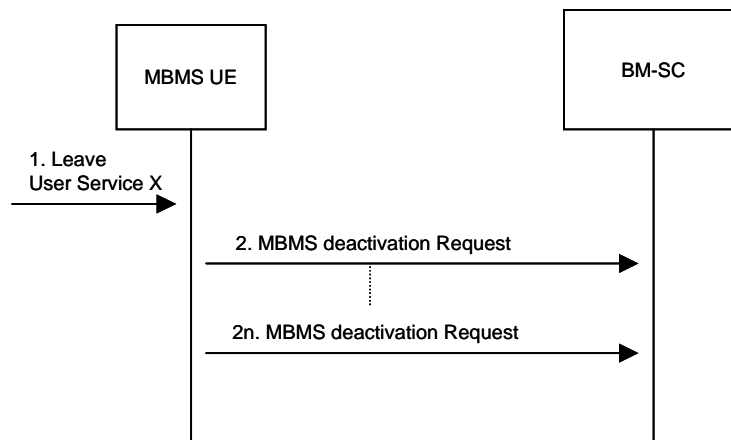 MBMS UE
BM-SC
1. Leave
User Service X
2. MBMS deactivation Request
2n. MBMS deactivation Request